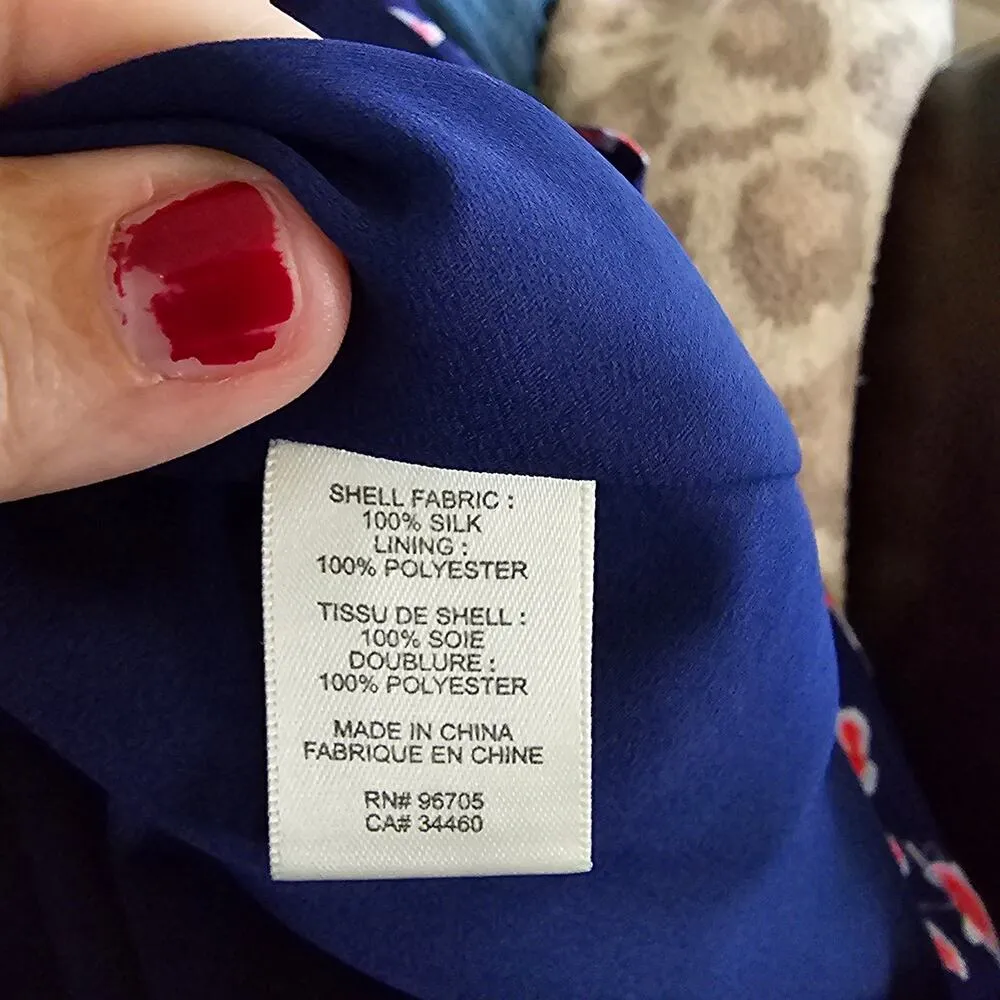 SHELL FABRIC :
100% SILK
LINING :
100% POLYESTER
TISSU DE SHELL :
100% SOIE
DOUBLURE :
100% POLYESTER
MADE IN CHINA
FABRIQUE EN CHINE
RN# 96705
CA# 34460